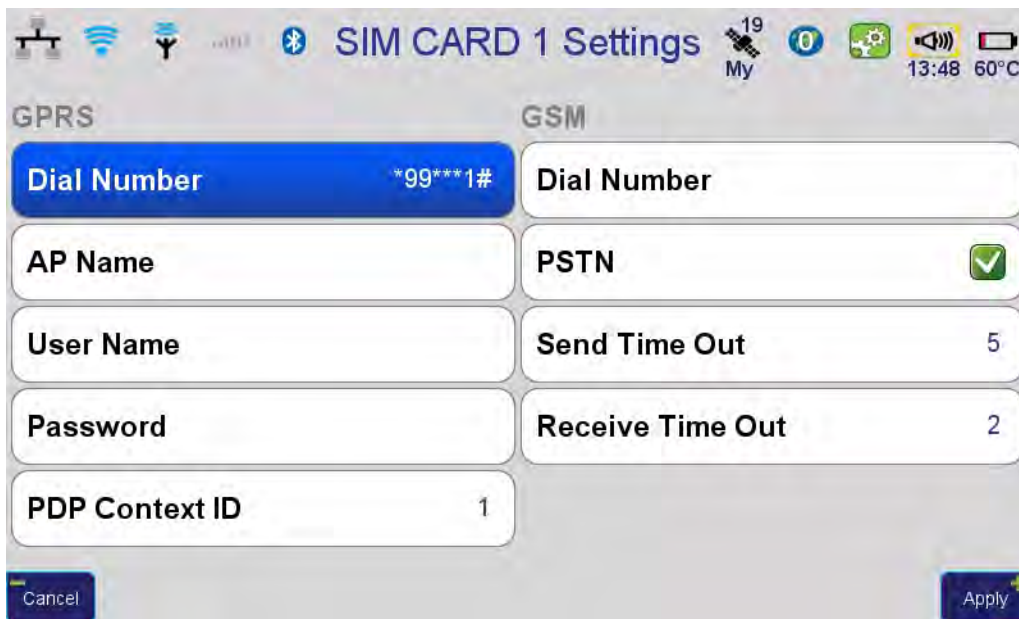 SIM CARD 1 Settings
19
My
0
13:48 60°C
GPRS
GSM
Dial Number *99***1#
Dial Number
AP Name
PSTN
User Name
Send Time Out 5
Password
Receive Time Out 2
PDP Context ID 1
Cancel
Apply